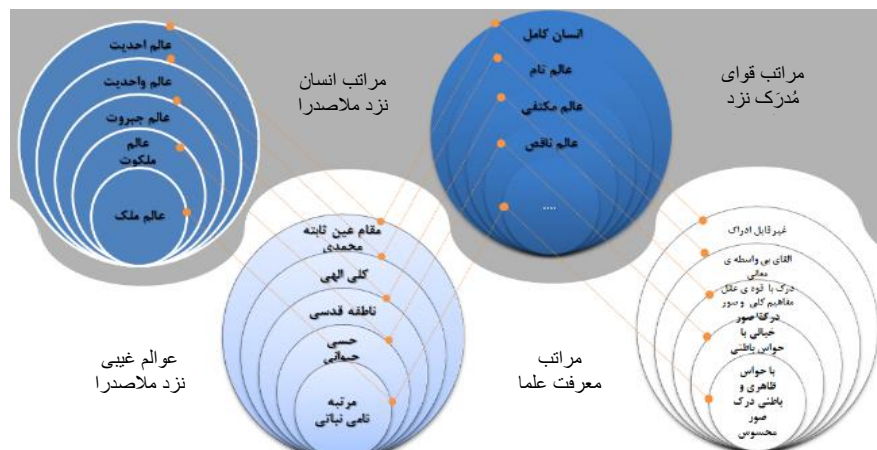 مراتب قوای
مُدرَک نزد
انسان کامل
عالم تام
عالم مکتفی
عالم ناقص
....
مراتب انسان
نزد ملاصدرا
عالم احدیت
عالم واحدیت
عالم جبروت
عالم
ملکوت
عالم ملک
غیر قابل ادراک
القای بی واسطه ی
معانی
درک با قوه ی عقل
مفاهیم کلی و صور
درک صور
خیالی با
حواس باطنی
با حواس
ظاهری و
باطنی درک
صور
محسوس
مراتب
معرفت علما
مقام عین ثابته
محمدی
کلی الهی
ناطقه قدسی
حسی
حیوانی
مرتبه
نامی نباتی
عوالم غیبی
نزد ملاصدرا